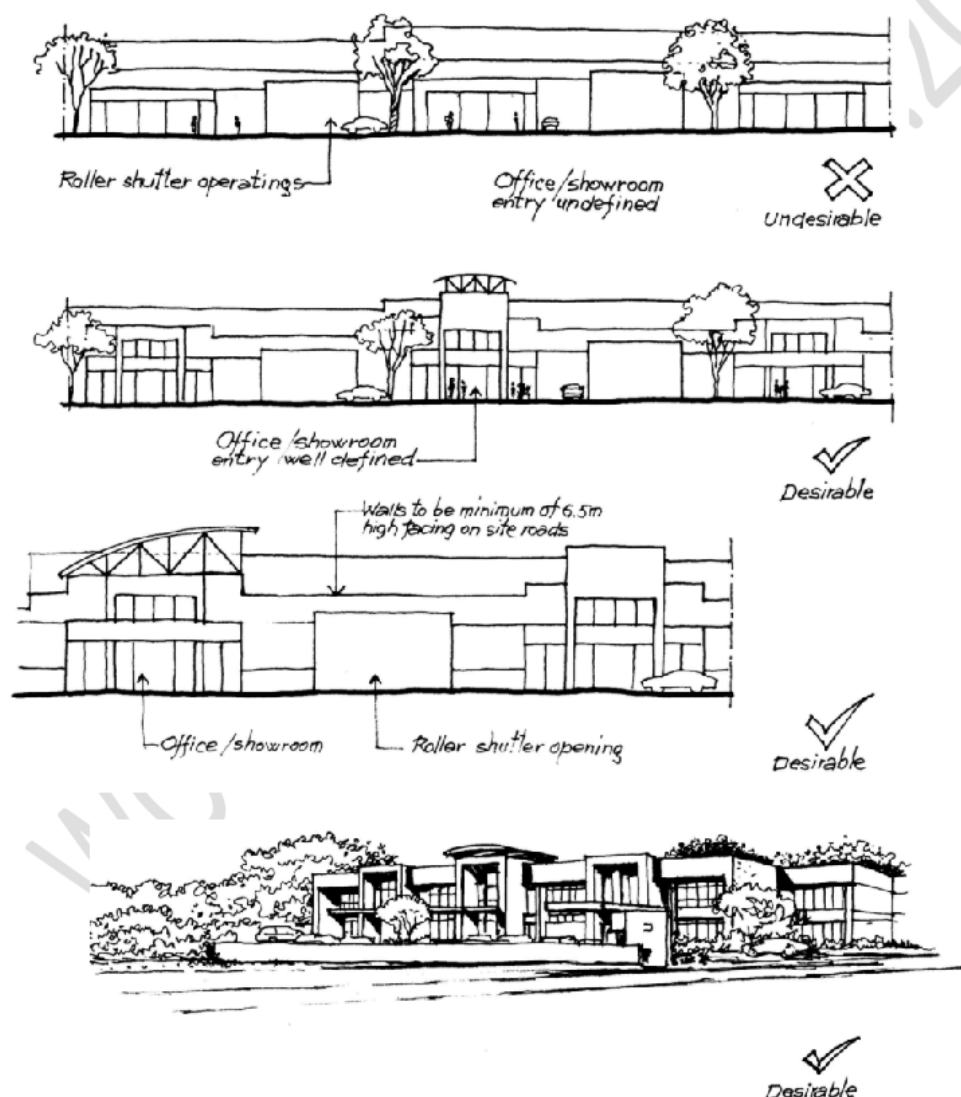 Roller shutter operatings
Office/showroom
entry undefined
Undesirable
Office/showroom
entry well defined
Desirable
Walls to be minimum of 6.5m
high facing on site roads
Office/showroom
Roller shutter opening
Desirable
Desirable